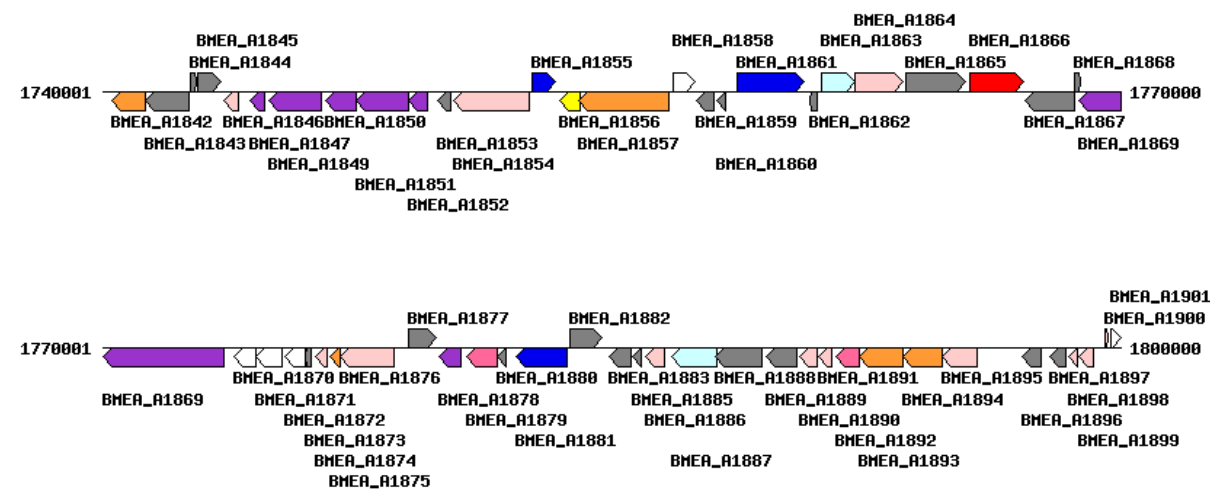 BMEA_A1864
BMEA_A1845 BMEA_A1858 BMEA_A1863 BMEA_A1866
BMEA_A1844 BMEA_A1855 BMEA_A1861 BMEA_A1865 BMEA_A1868
1740001 1770000
BMEA_A1842 BMEA_A1846 BMEA_A1850 BMEA_A1856 BMEA_A1859 BMEA_A1862 BMEA_A1867
BMEA_A1843 BMEA_A1847 BMEA_A1853 BMEA_A1857 BMEA_A1869
BMEA_A1849 BMEA_A1854 BMEA_A1860
BMEA_A1851
BMEA_A1852
BMEA_A1901
BMEA_A1877 BMEA_A1882 BMEA_A1900
1770001 1800000
BMEA_A1870 BMEA_A1876 BMEA_A1880 BMEA_A1883 BMEA_A1888 BMEA_A1891 BMEA_A1895 BMEA_A1897
BMEA_A1869 BMEA_A1871 BMEA_A1878 BMEA_A1885 BMEA_A1889 BMEA_A1894 BMEA_A1898
BMEA_A1872 BMEA_A1879 BMEA_A1886 BMEA_A1890 BMEA_A1896
BMEA_A1873 BMEA_A1881 BMEA_A1892 BMEA_A1899
BMEA_A1874 BMEA_A1887 BMEA_A1893
BMEA_A1875